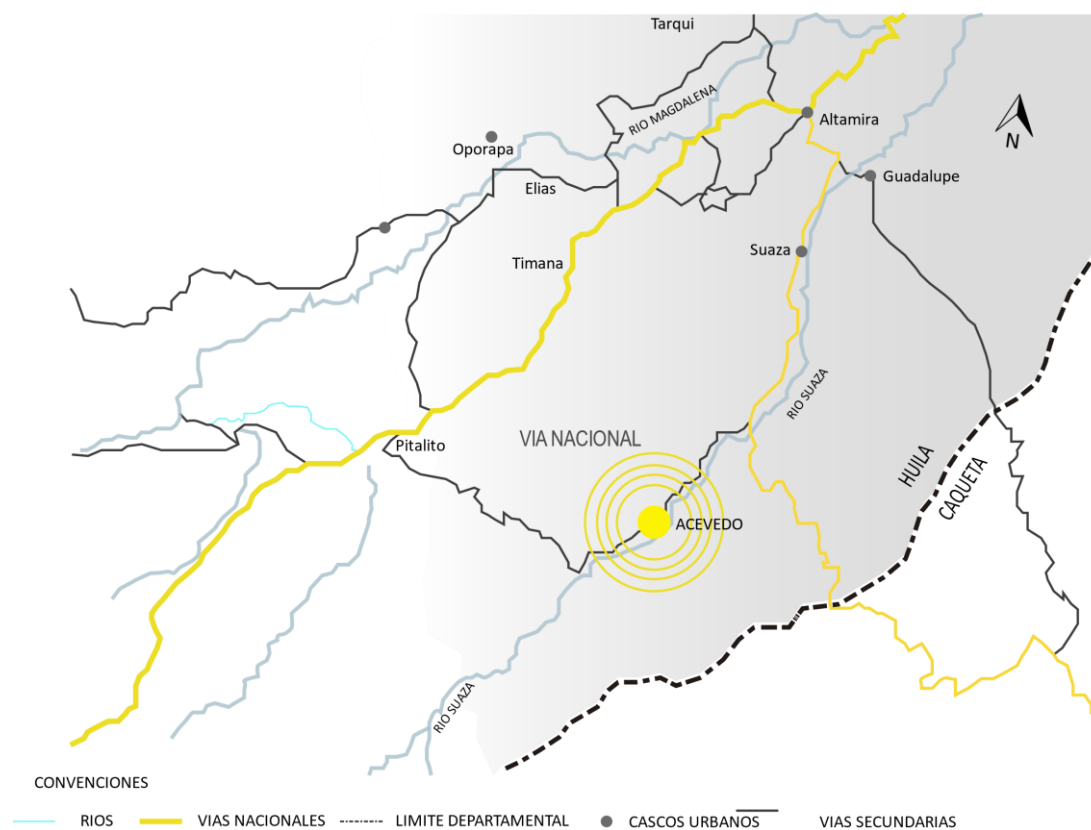 Tarqui
RIO MAGDALENA
Altamira
N
Oporapa
Elias
Guadalupe
Timana
Suaza
RIO SUAZA
Pitalito
VIA NACIONAL
HUILA
CAQUETA
ACEVEDO
RIO SUAZA
CONVENCIONES
RIOS VIAS NACIONALES LIMITE DEPARTAMENTAL CASCOS URBANOS VIAS SECUNDARIAS